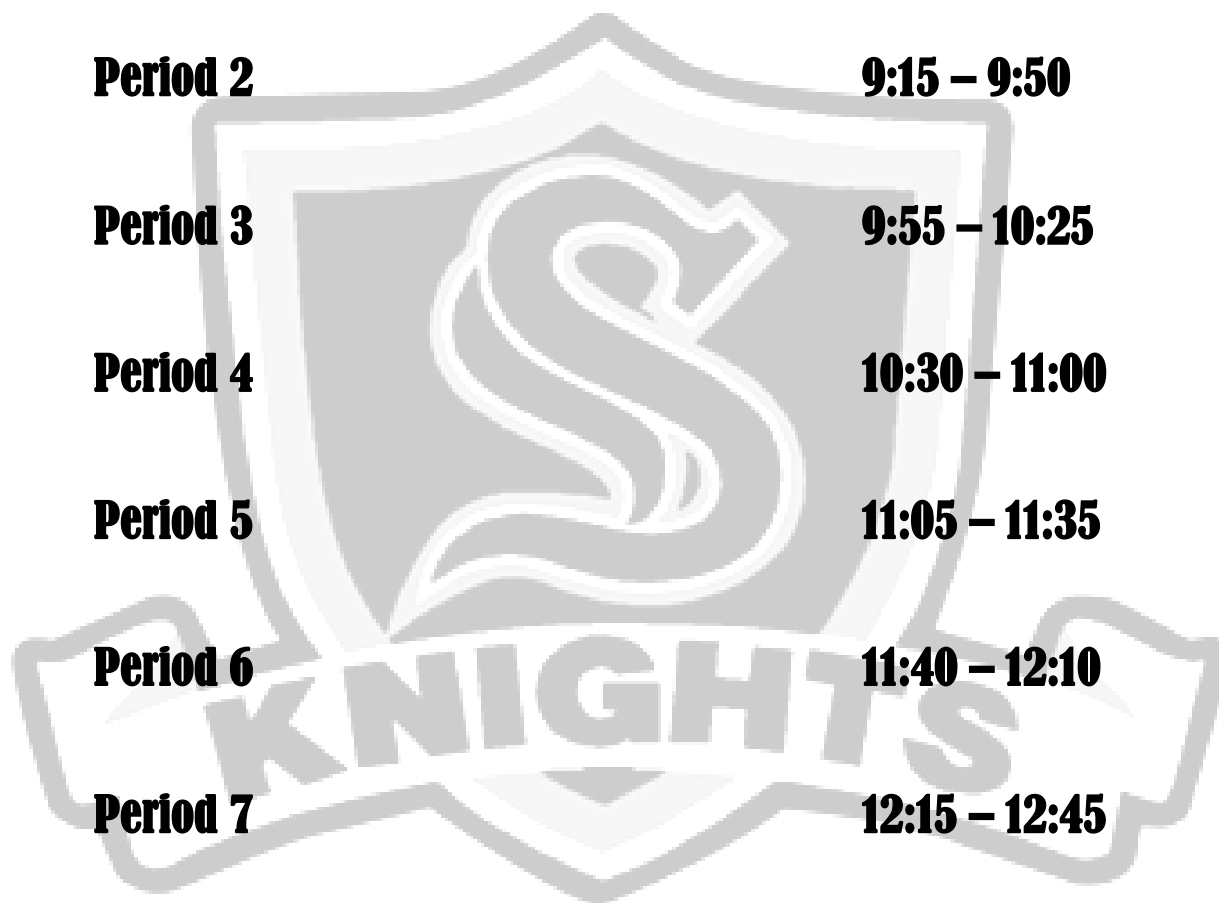 Period 2 9:15 – 9:50
Period 3 9:55 – 10:25
Period 4 10:30 – 11:00
Period 5 11:05 – 11:35
Period 6 11:40 – 12:10
KNIGHTS
Period 7 12:15 – 12:45
S